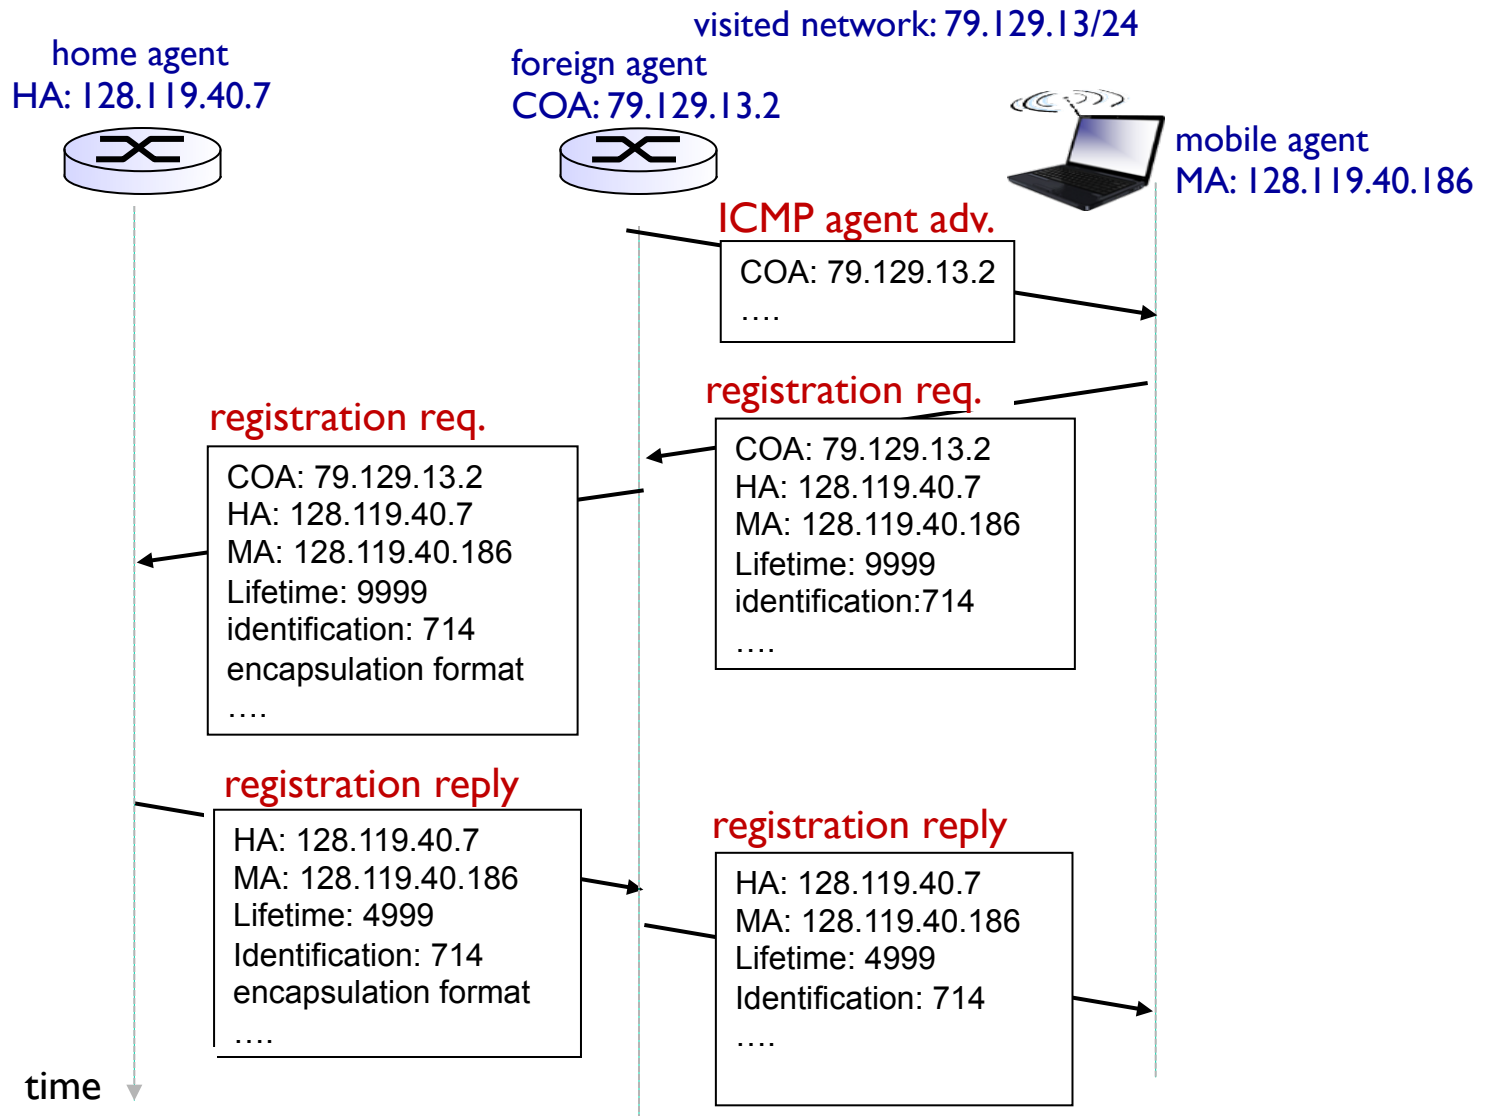 visited network: 79.129.13/24
home agent
HA: 128.119.40.7
foreign agent
COA: 79.129.13.2
mobile agent
MA: 128.119.40.186
ICMP agent adv.
COA: 79.129.13.2
....
registration req.
COA: 79.129.13.2
HA: 128.119.40.7
MA: 128.119.40.186
Lifetime: 9999
identification:714
....
registration req.
COA: 79.129.13.2
HA: 128.119.40.7
MA: 128.119.40.186
Lifetime: 9999
identification: 714
encapsulation format
....
registration reply
HA: 128.119.40.7
MA: 128.119.40.186
Lifetime: 4999
Identification: 714
encapsulation format
....
registration reply
HA: 128.119.40.7
MA: 128.119.40.186
Lifetime: 4999
Identification: 714
....
time